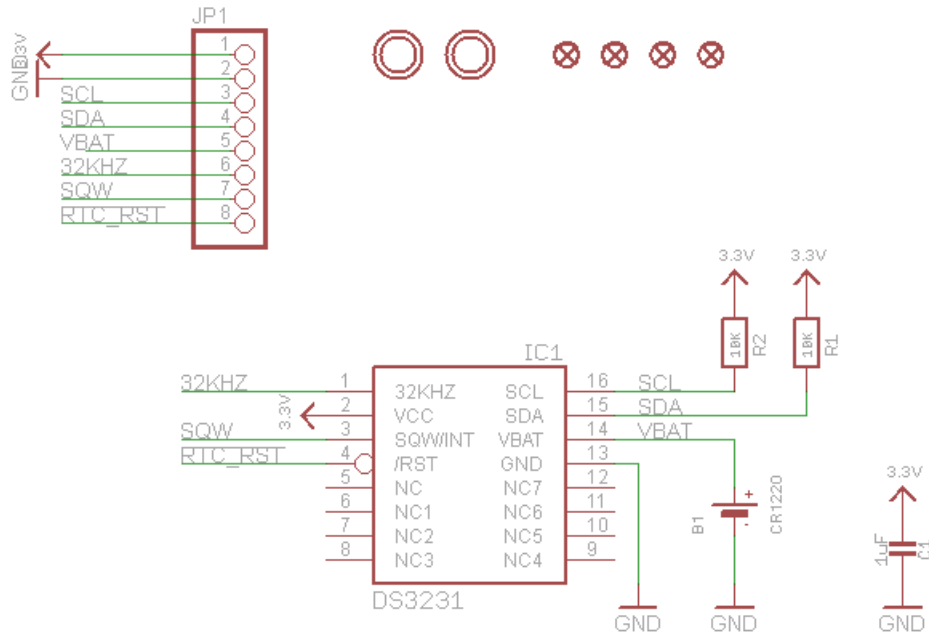 JP1
3.3V 1
GND 2
SCL 3
SDA 4
VBAT 5
32KHZ 6
SQW 7
RTC_RST 8
3.3V 3.3V
10K R2 10K R1
IC1
32KHZ 1 32KHZ SCL 16 SCL
3.3V 2 VCC SDA 15 SDA
SQW 3 SQW/INT VBAT 14 VBAT
RTC_RST 4 /RST GND 13
5 NC NC7 12
6 NC1 NC6 11
7 NC2 NC5 10
8 NC3 NC4 9
B1 + - CR1220
3.3V
1uF C1
DS3231
GND GND GND